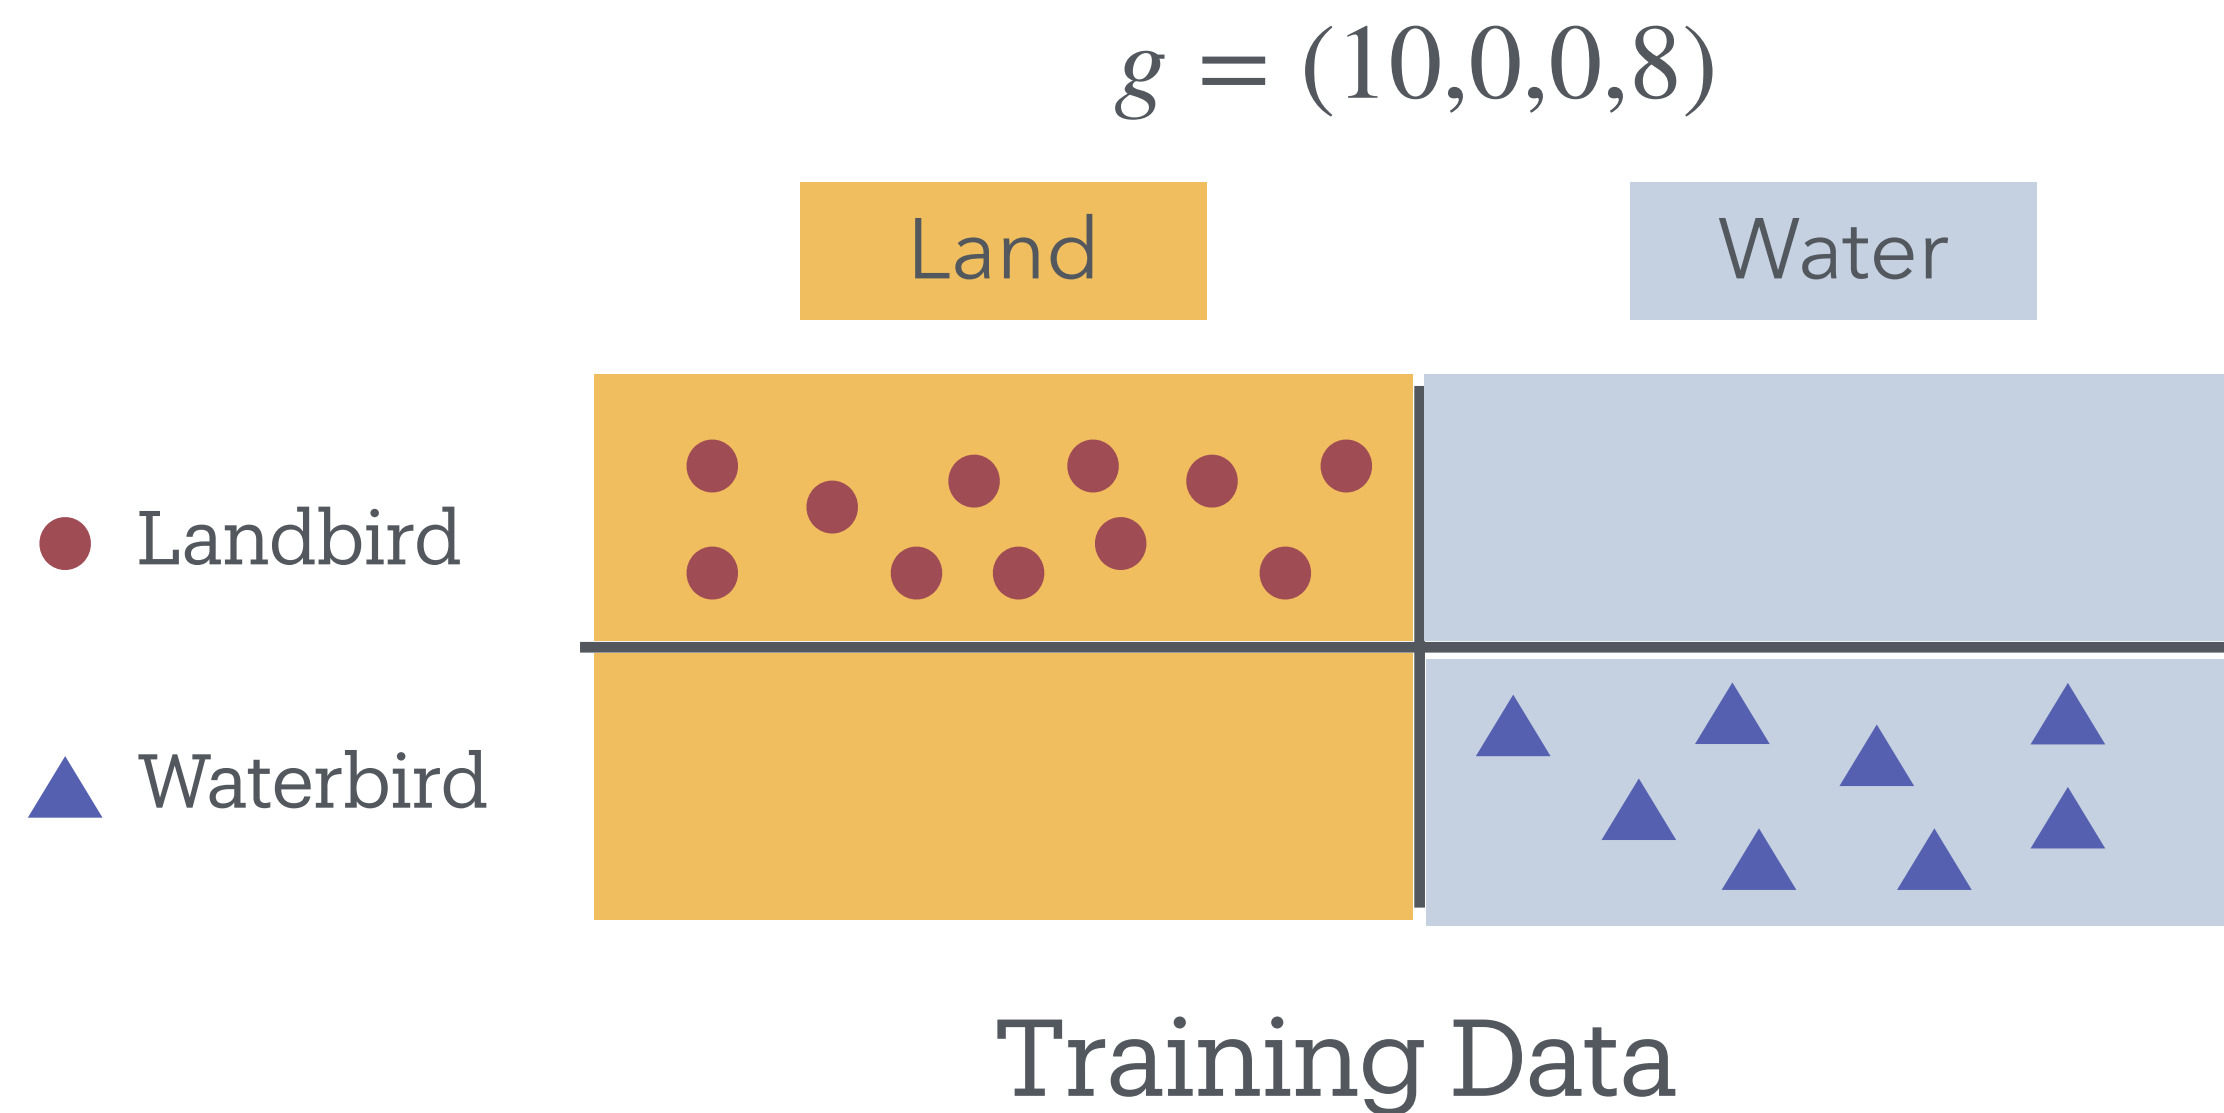 g = (10,0,0,8)
Land
Water
Landbird
Waterbird
Training Data